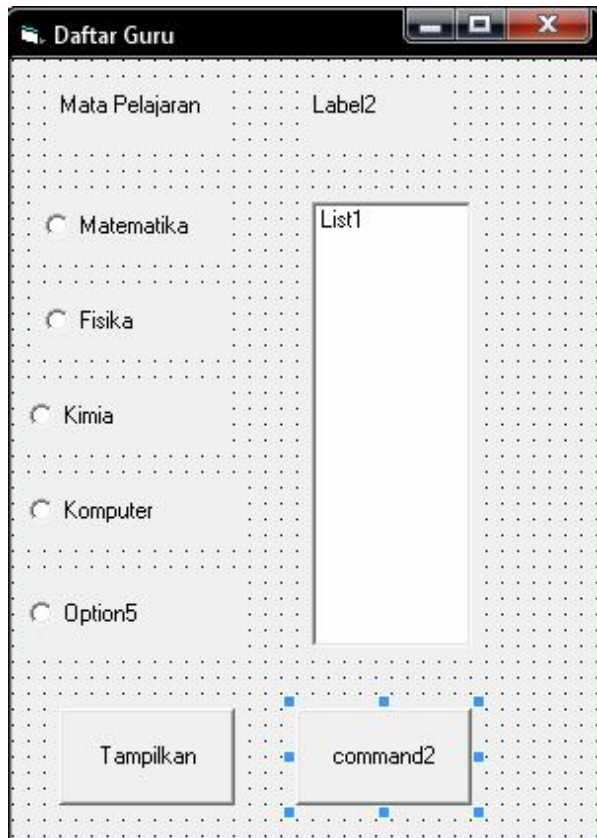 Daftar Guru
Mata Pelajaran
Label2
Matematika
List1
Fisika
Kimia
Komputer
Option5
Tampilkan
command2